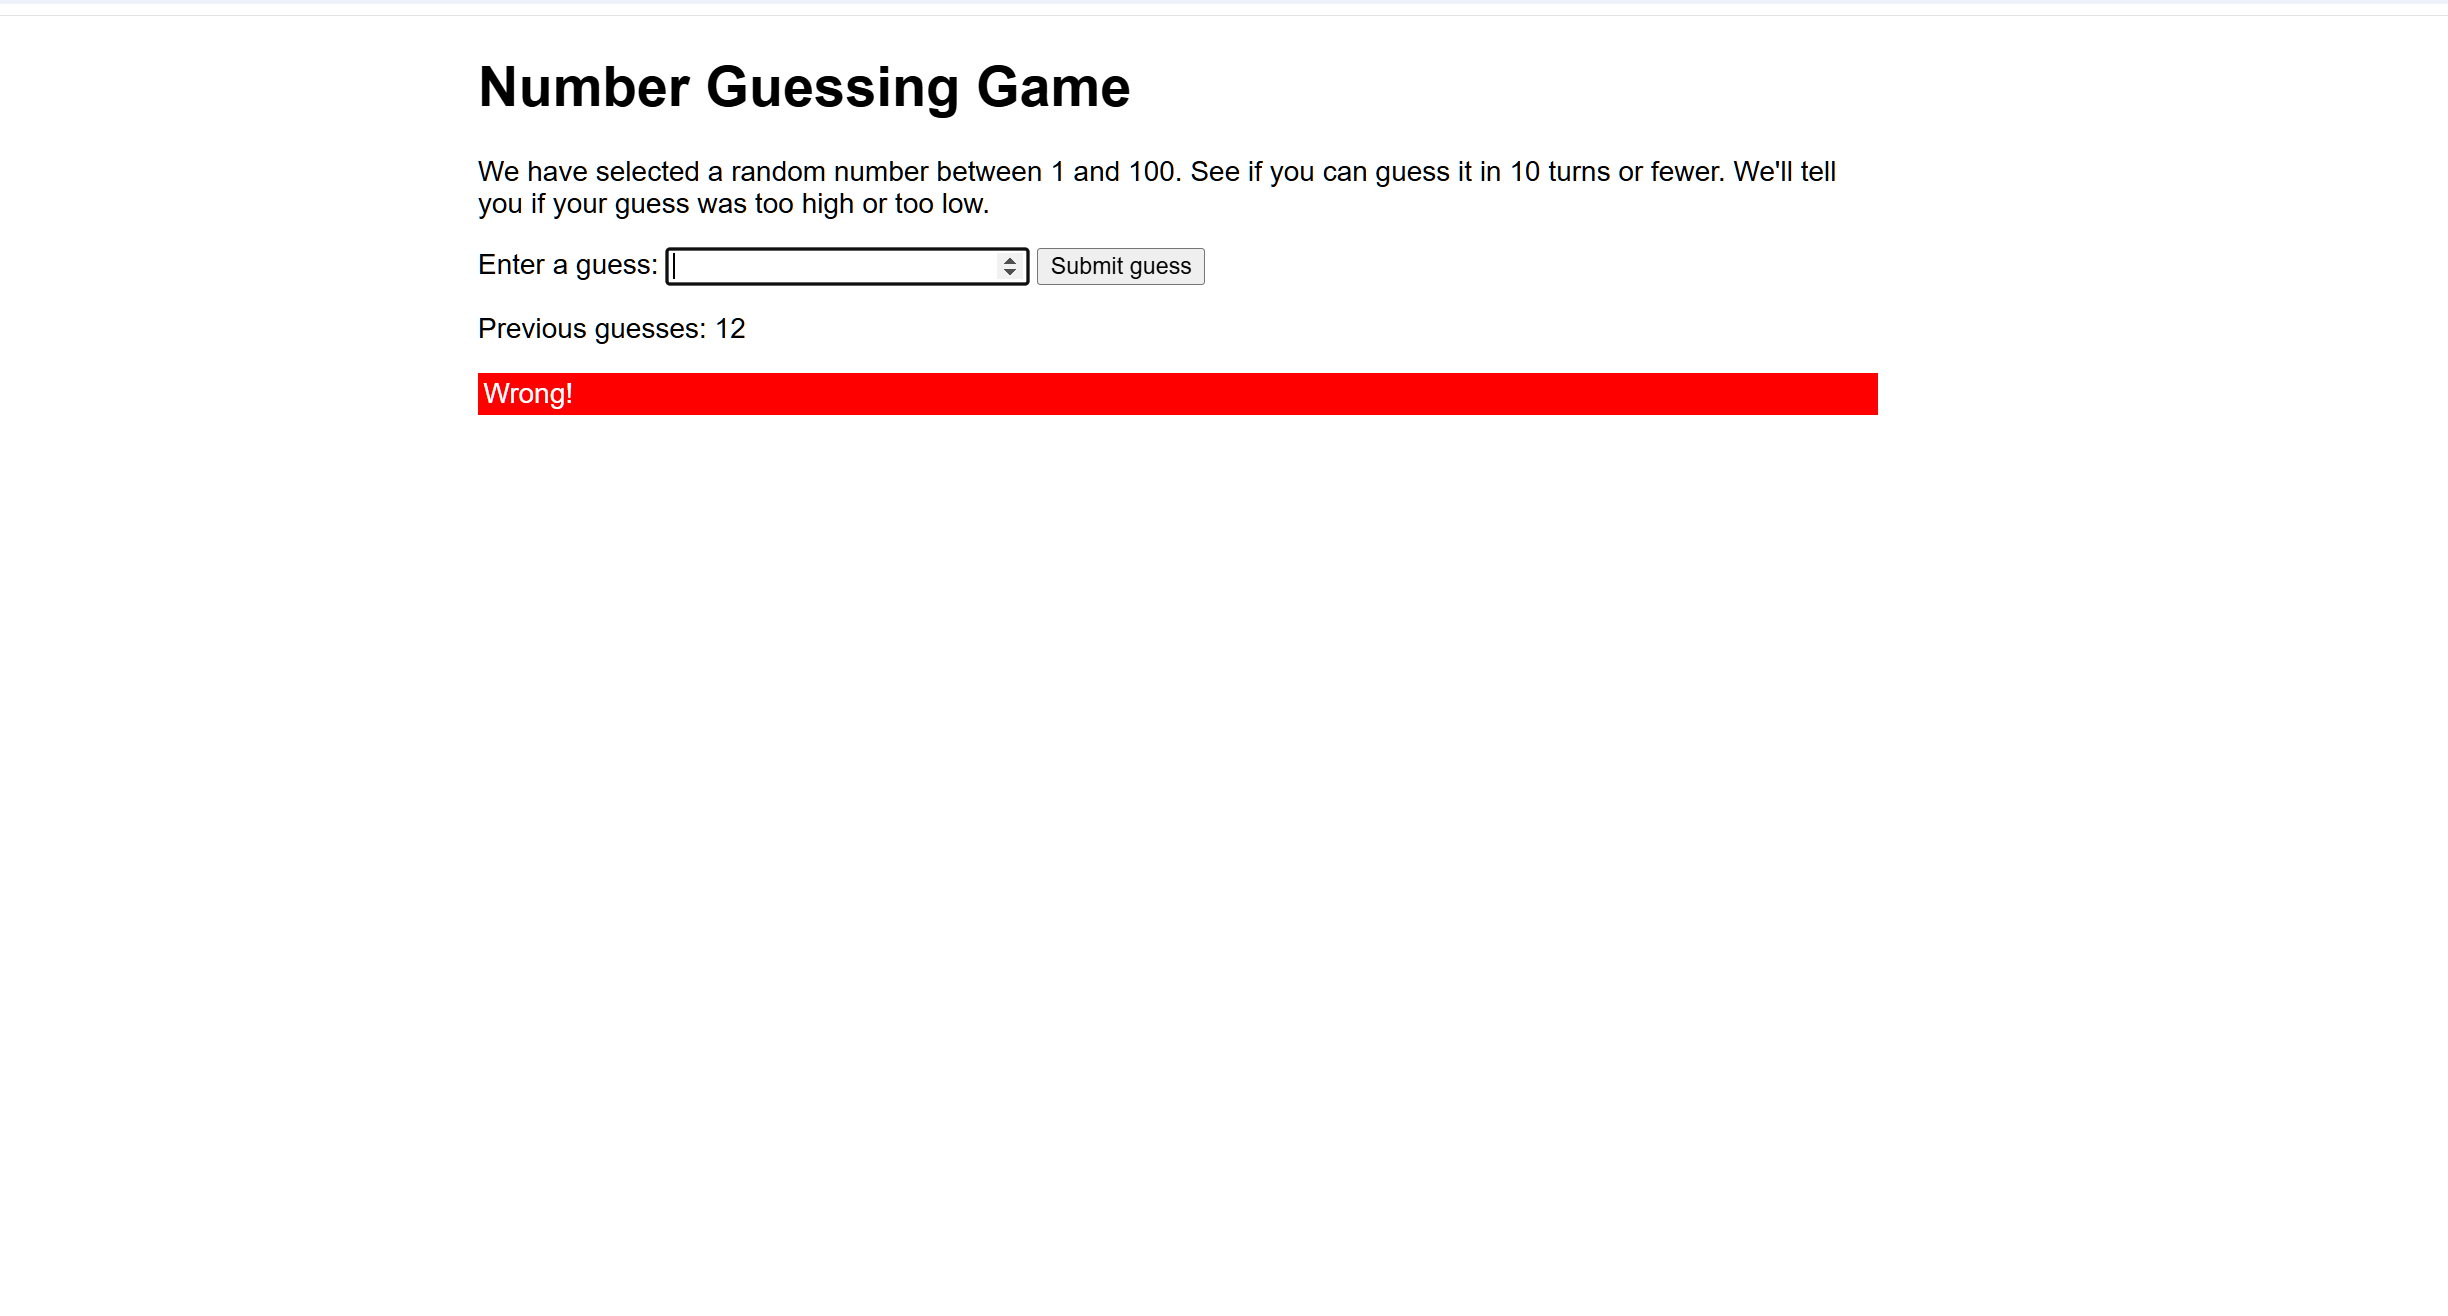 Number Guessing Game
We have selected a random number between 1 and 100. See if you can guess it in 10 turns or fewer. We'll tell
you if your guess was too high or too low.
Enter a guess: Submit guess
Previous guesses: 12
Wrong!